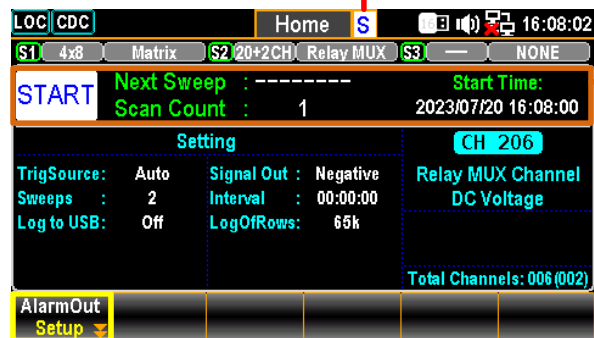 LOC CDC Home S 16:08:02
S1 4x8 Matrix S2 20+2CH Relay MUX S3 — NONE
START Next Sweep : -------- Start Time:
Scan Count : 1 2023/07/20 16:08:00
Setting CH 206
TrigSource: Auto Signal Out : Negative Relay MUX Channel
Sweeps : 2 Interval : 00:00:00 DC Voltage
Log to USB: Off LogOfRows: 65k
Total Channels: 006(002)
AlarmOut
Setup